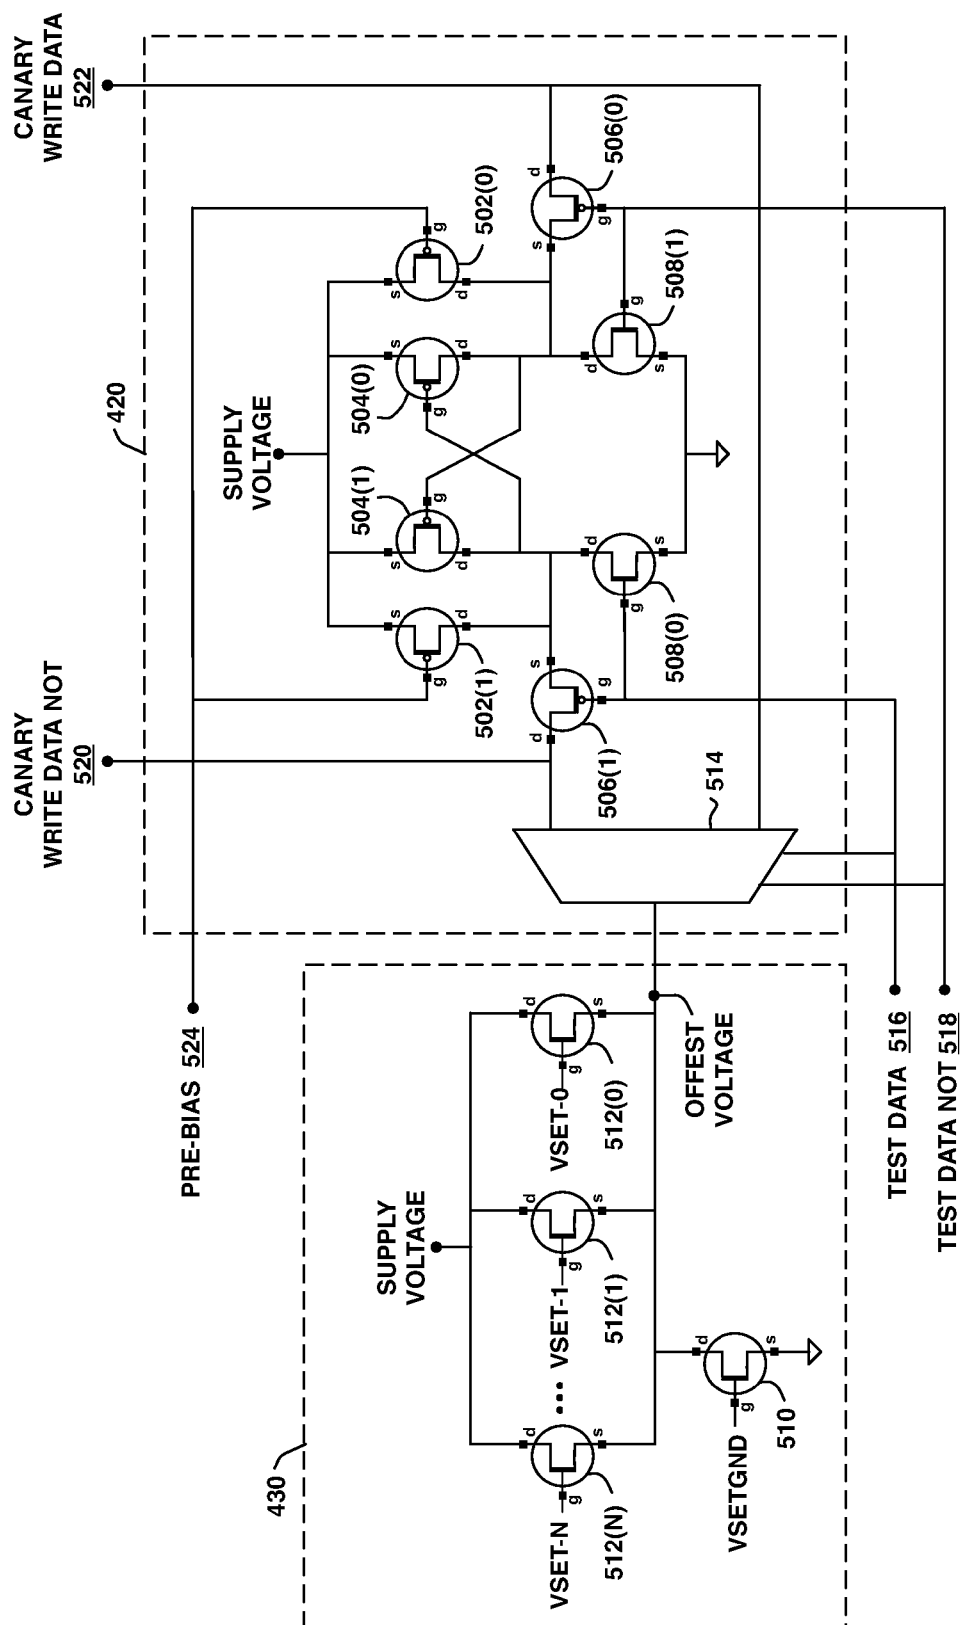 CANARY
WRITE DATA NOT
520
CANARY
WRITE DATA
522
420
SUPPLY
VOLTAGE
502(1)
504(1)
504(0)
502(0)
s
s
s
s
g
g
g
g
d
d
d
d
506(1)
d
s
g
506(0)
s
d
g
508(0)
d
g
s
508(1)
d
g
s
514
PRE-BIAS 524
430
SUPPLY
VOLTAGE
VSET-N
d
g
s
512(N)
•••
VSET-1
d
g
s
512(1)
VSET-0
d
g
s
512(0)
OFFEST
VOLTAGE
VSETGND
d
g
s
510
TEST DATA 516
TEST DATA NOT 518